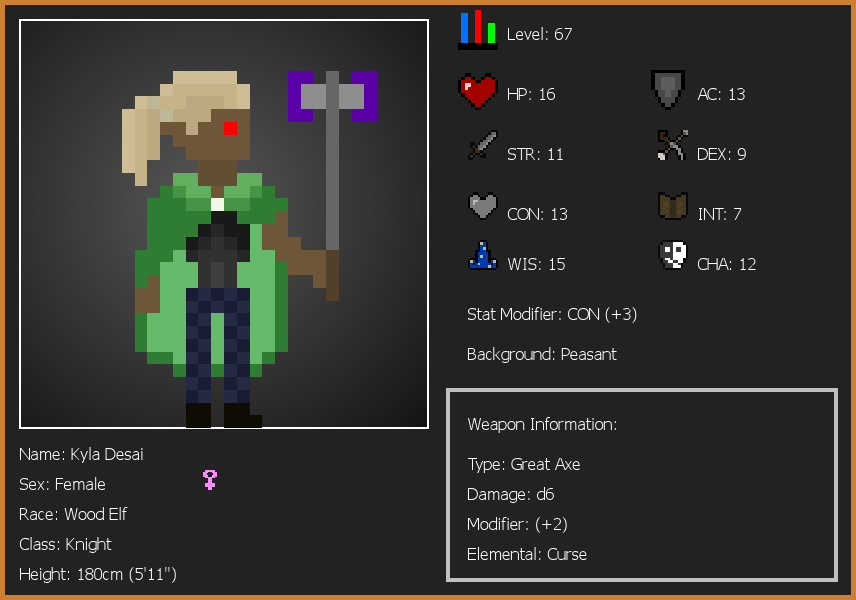 Level: 67
HP: 16
AC: 13
STR: 11
DEX: 9
CON: 13
INT: 7
WIS: 15
CHA: 12
Stat Modifier: CON (+3)
Background: Peasant
Weapon Information:
Type: Great Axe
Damage: d6
Modifier: (+2)
Elemental: Curse
Name: Kyla Desai
Sex: Female
Race: Wood Elf
Class: Knight
Height: 180cm (5'11")